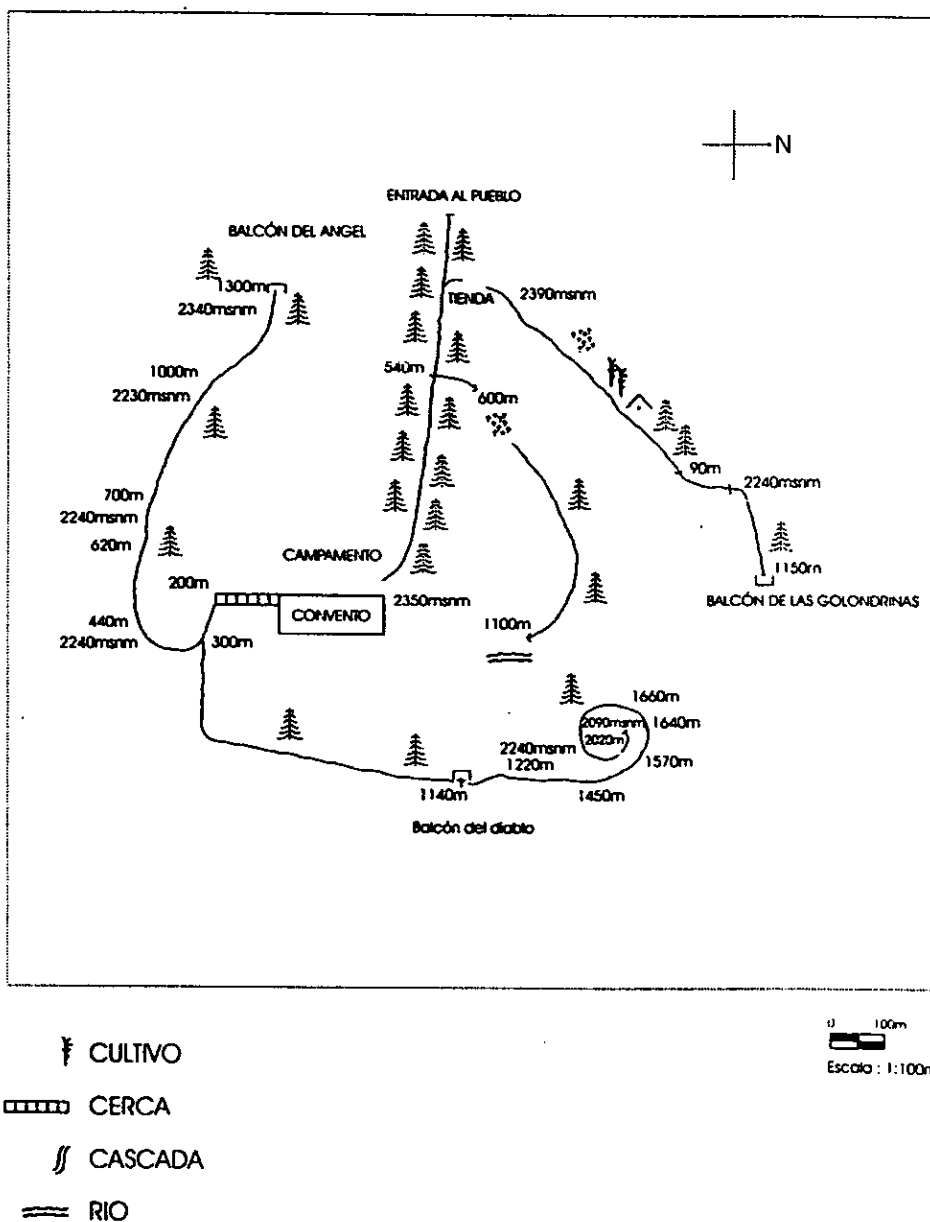 N
ENTRADA AL PUEBLO
BALCÓN DEL ANGEL
300m
2340msnm
TIENDA
2390msnm
1000m
2230msnm
540m
600m
90m
2240msnm
700m
2240msnm
620m
CAMPAMENTO
200m
2350msnm
1150m
BALCÓN DE LAS GOLONDRINAS
CONVENTO
440m
2240msnm
300m
1100m
1660m
2090msnm
1640m
2020m
2240msnm
1220m
1570m
1140m
1450m
Balcón del diablo
0 100m
Escala : 1:100m
CULTIVO
CERCA
CASCADA
RIO